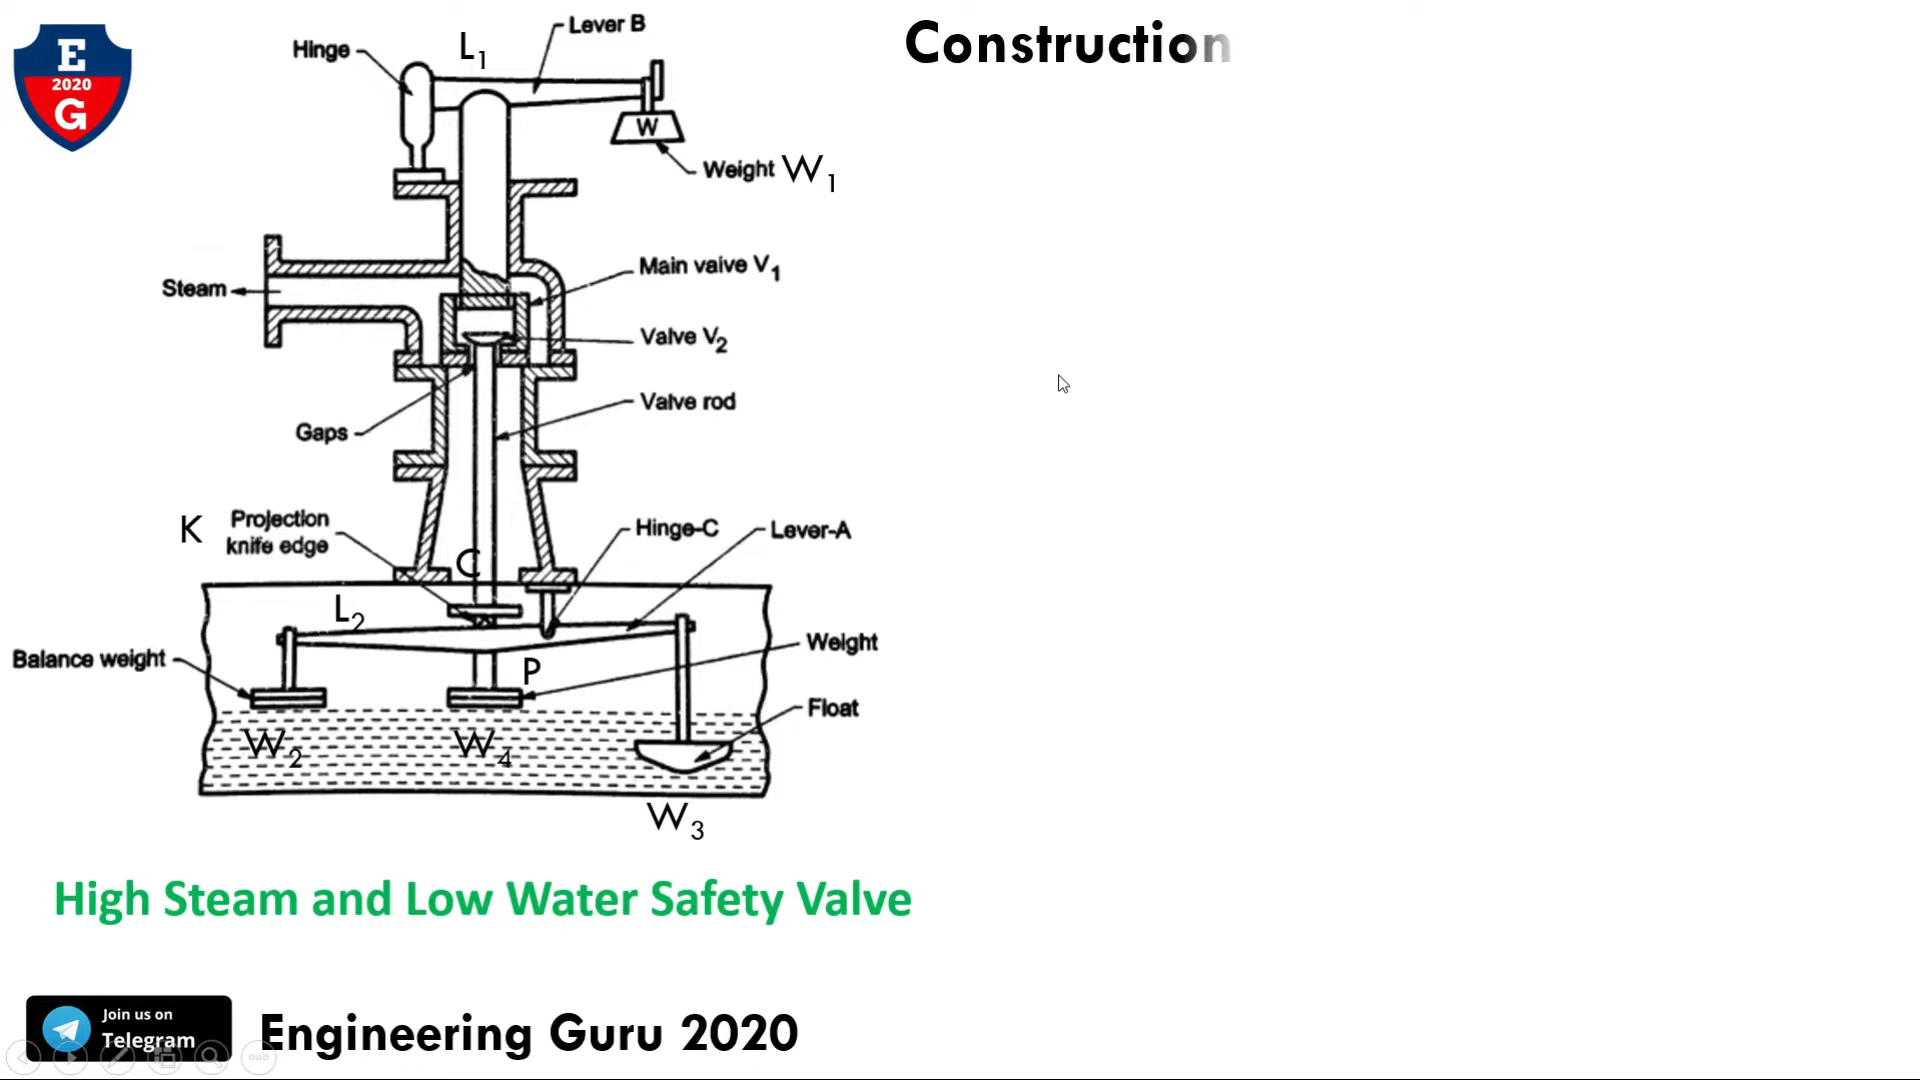 E
2020
G
Construction
Hinge
L1
Lever B
W
Weight W1
Steam
Main vaive V1
Valve V2
Gaps
Valve rod
K Projection
knife edge
C
Hinge-C
Lever-A
L2
Balance weight
P
Weight
Float
W2
W4
W3
High Steam and Low Water Safety Valve
Join us on
Telegram
Engineering Guru 2020